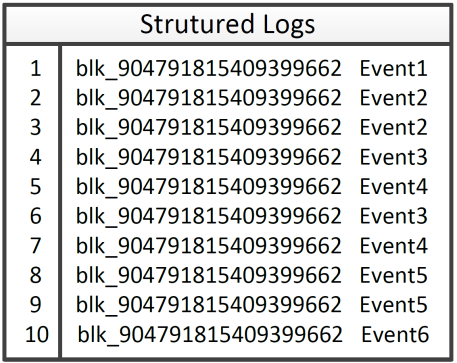 Strutured Logs
1 blk_904791815409399662 Event1
2 blk_904791815409399662 Event2
3 blk_904791815409399662 Event2
4 blk_904791815409399662 Event3
5 blk_904791815409399662 Event4
6 blk_904791815409399662 Event3
7 blk_904791815409399662 Event4
8 blk_904791815409399662 Event5
9 blk_904791815409399662 Event5
10 blk_904791815409399662 Event6